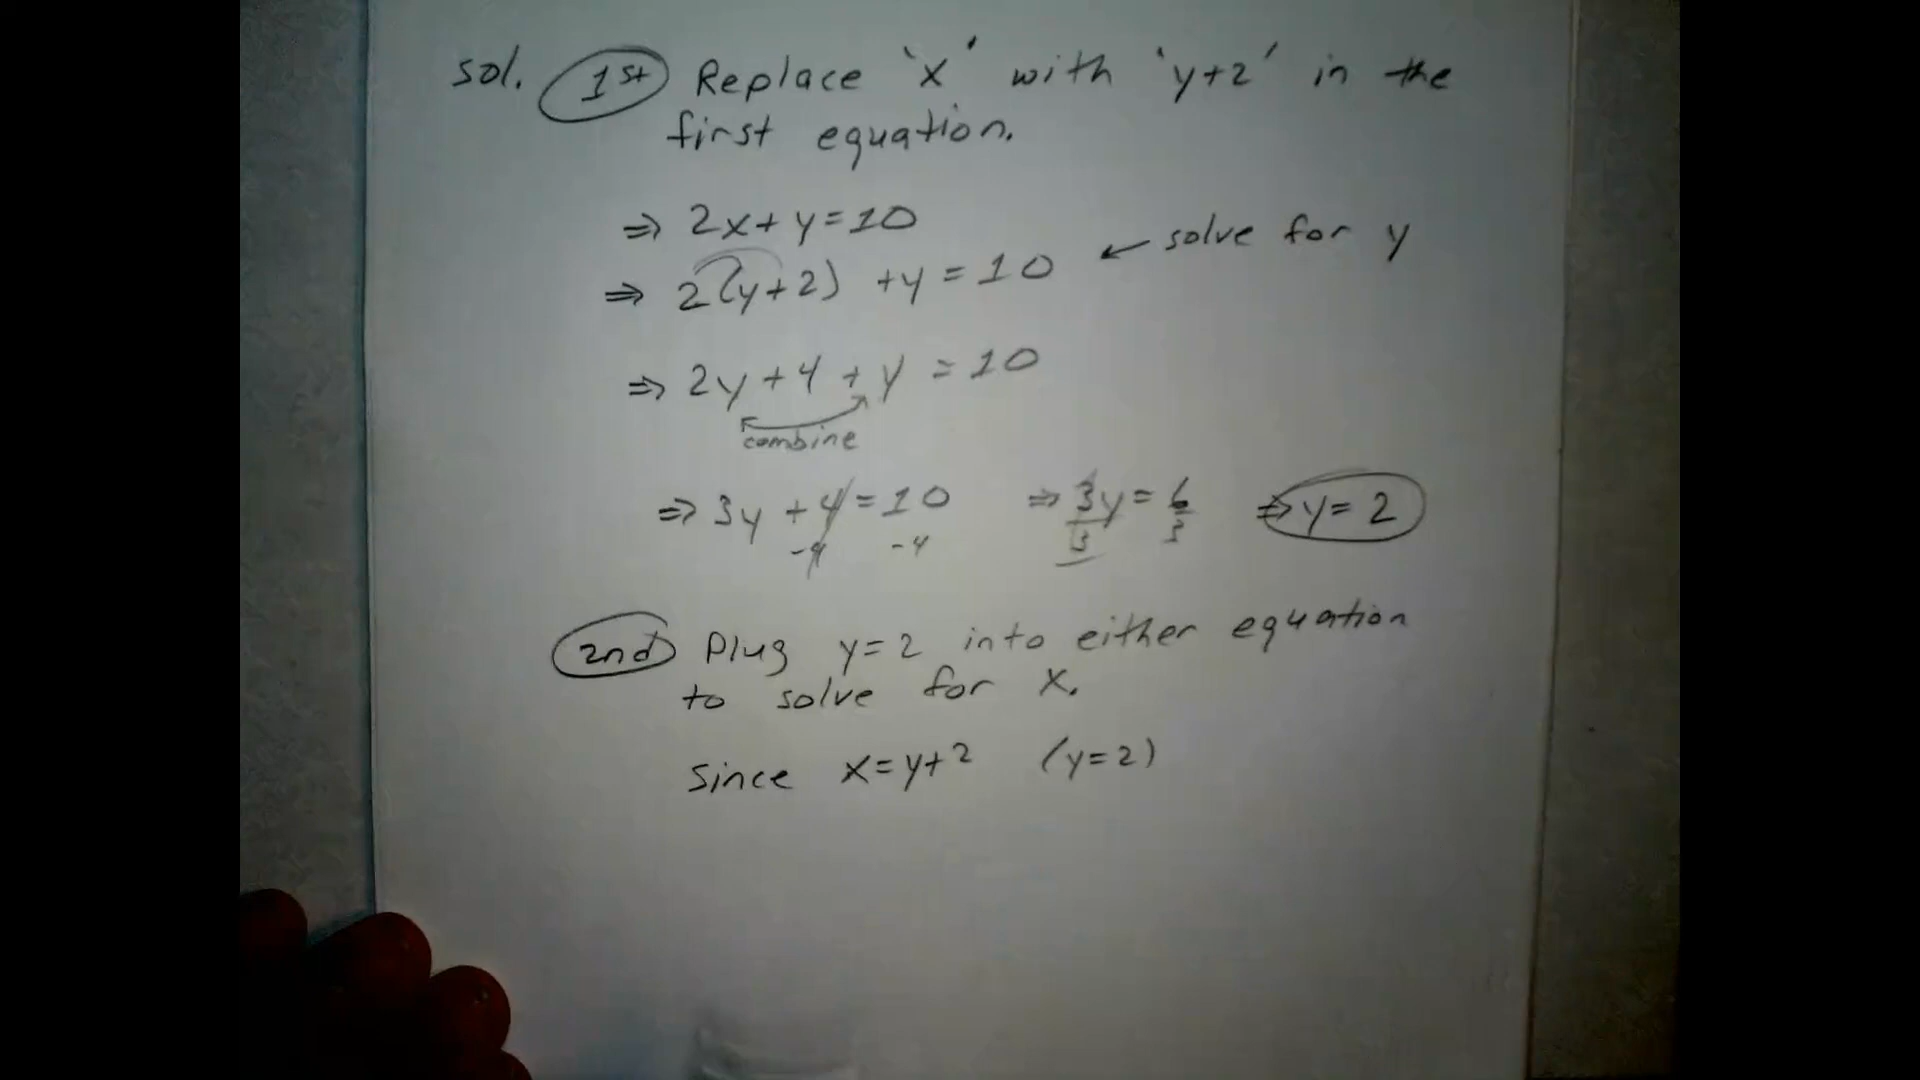 sol. 1st Replace 'x' with 'y+2' in the
first equation.
⇒ 2x+y=10
⇒ 2(y+2) +y=10 ← solve for y
⇒ 2y+4+y=10
combine
⇒ 3y+4=10 ⇒ 3y=6 ⇒ y=2
-4 -4 3 3
2nd Plug y=2 into either equation
to solve for x.
since x=y+2 (y=2)